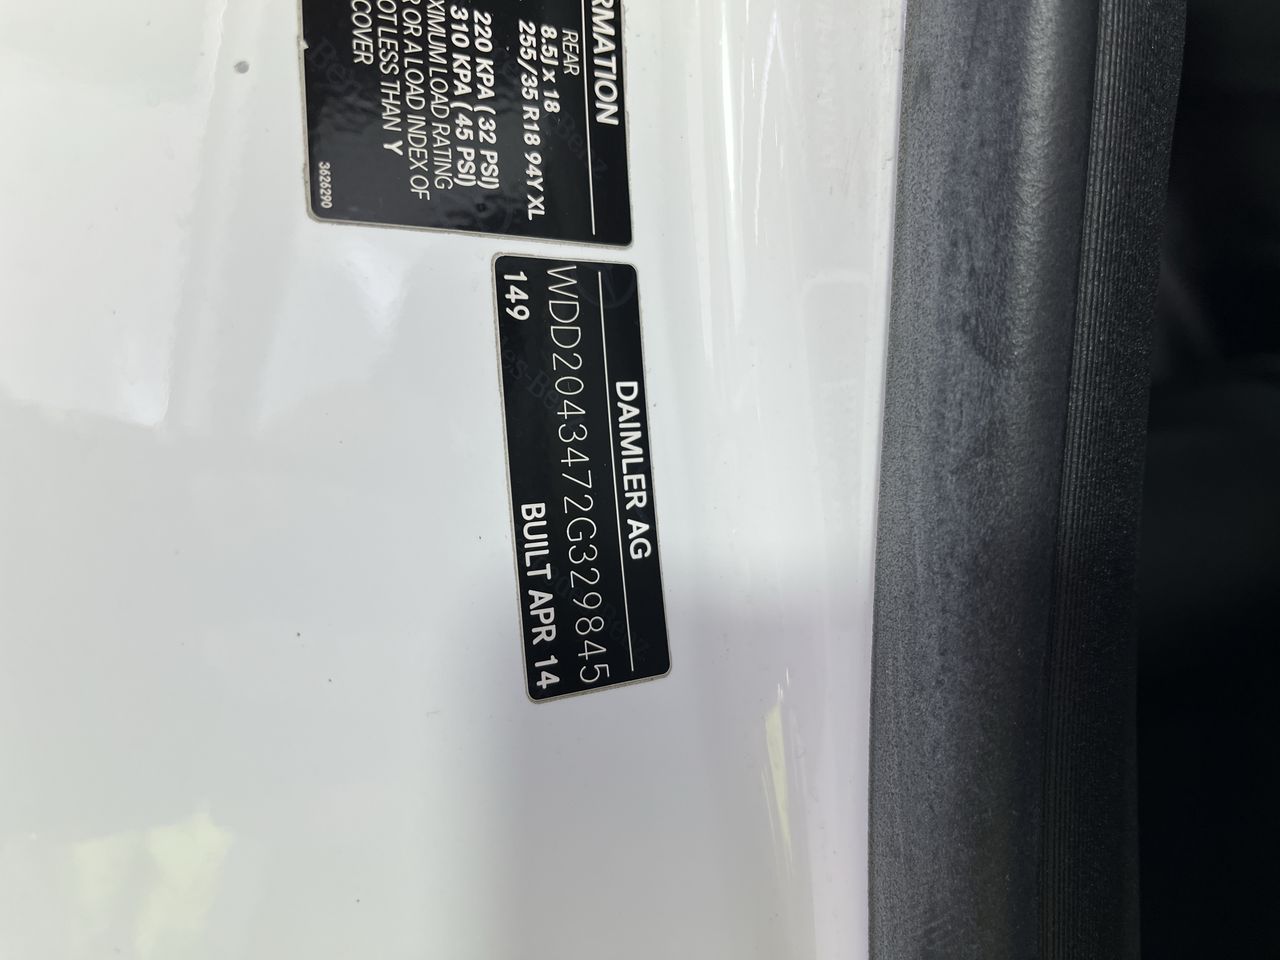 RMATION
REAR
8.5J x 18
255/35 R18 94Y XL
220 KPA ( 32 PSI)
310 KPA ( 45 PSI)
XIMUM LOAD RATING
R OR A LOAD INDEX OF
OT LESS THAN Y
COVER
3626290
DAIMLER AG
WDD2043472G329845
149 BUILT APR 14